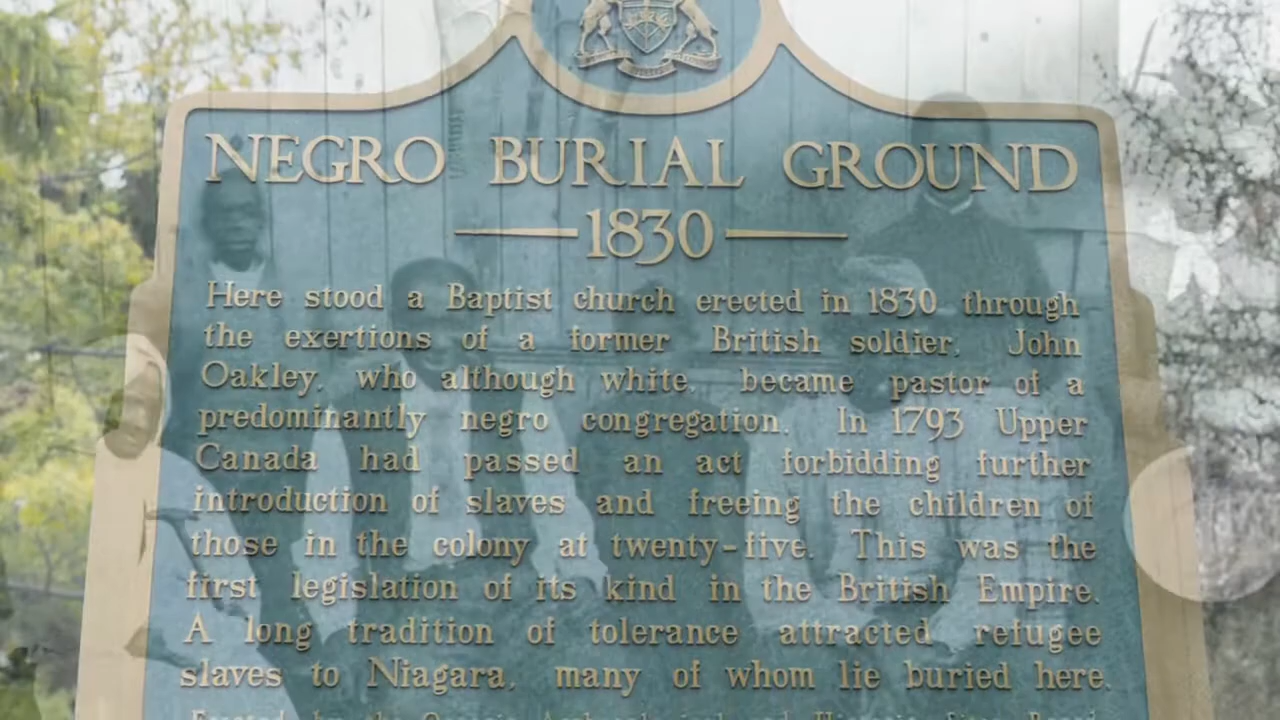 NEGRO BURIAL GROUND
1830
Here stood a Baptist church erected in 1830 through
the exertions of a former British soldier, John
Oakley, who although white, became pastor of a
predominantly negro congregation. In 1793 Upper
Canada had passed an act forbidding further
introduction of slaves and freeing the children of
those in the colony at twenty-five. This was the
first legislation of its kind in the British Empire.
A long tradition of tolerance attracted refugee
slaves to Niagara, many of whom lie buried here.